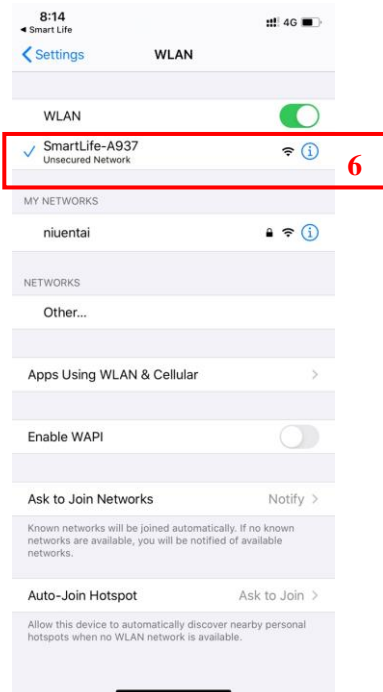 8:14
4G
◀ Smart Life
Settings
WLAN
WLAN
SmartLife-A937
Unsecured Network
6
MY NETWORKS
niuentai
NETWORKS
Other...
Apps Using WLAN & Cellular
Enable WAPI
Ask to Join Networks
Notify
Known networks will be joined automatically. If no known
networks are available, you will be notified of available
networks.
Auto-Join Hotspot
Ask to Join
Allow this device to automatically discover nearby personal
hotspots when no WLAN network is available.